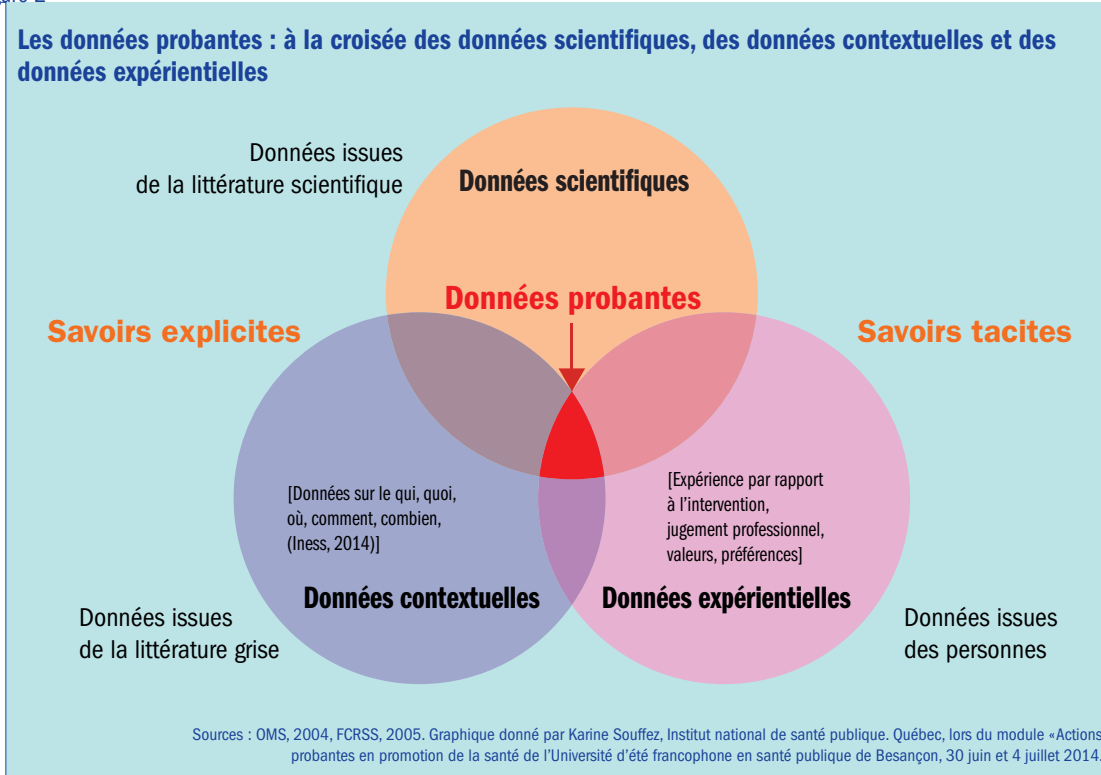 Les données probantes : à la croisée des données scientifiques, des données contextuelles et des
données expérientielles
Données issues
de la littérature scientifique
Données scientifiques
Données probantes
Savoirs explicites
Savoirs tacites
[Données sur le qui, quoi,
où, comment, combien,
(Iness, 2014)]
[Expérience par rapport
à l'intervention,
jugement professionnel,
valeurs, préférences]
Données contextuelles
Données expérientielles
Données issues
de la littérature grise
Données issues
des personnes
Sources : OMS, 2004, FCRSS, 2005. Graphique donné par Karine Souffez, Institut national de santé publique. Québec, lors du module «Actions
probantes en promotion de la santé de l'Université d'été francophone en santé publique de Besançon, 30 juin et 4 juillet 2014.